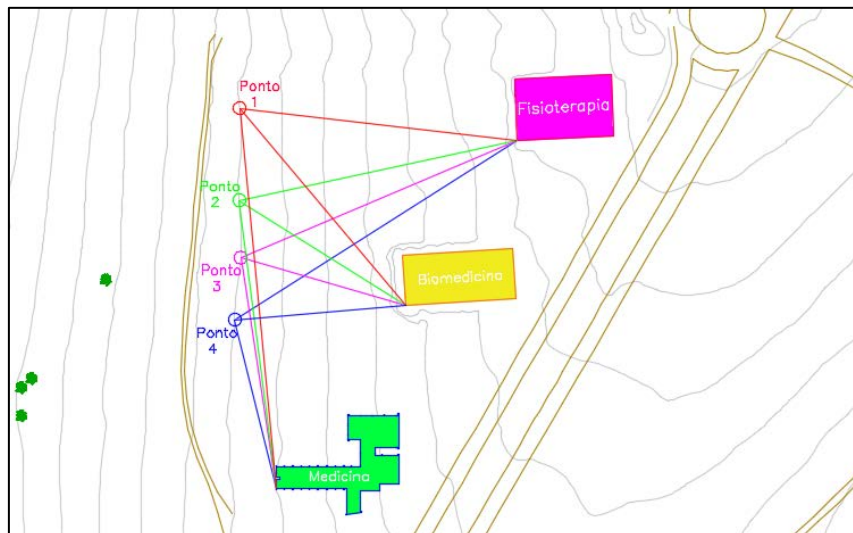 Ponto
1
Fisioterapia
Ponto
2
Ponto
3
Biomedicina
Ponto
4
Medicina